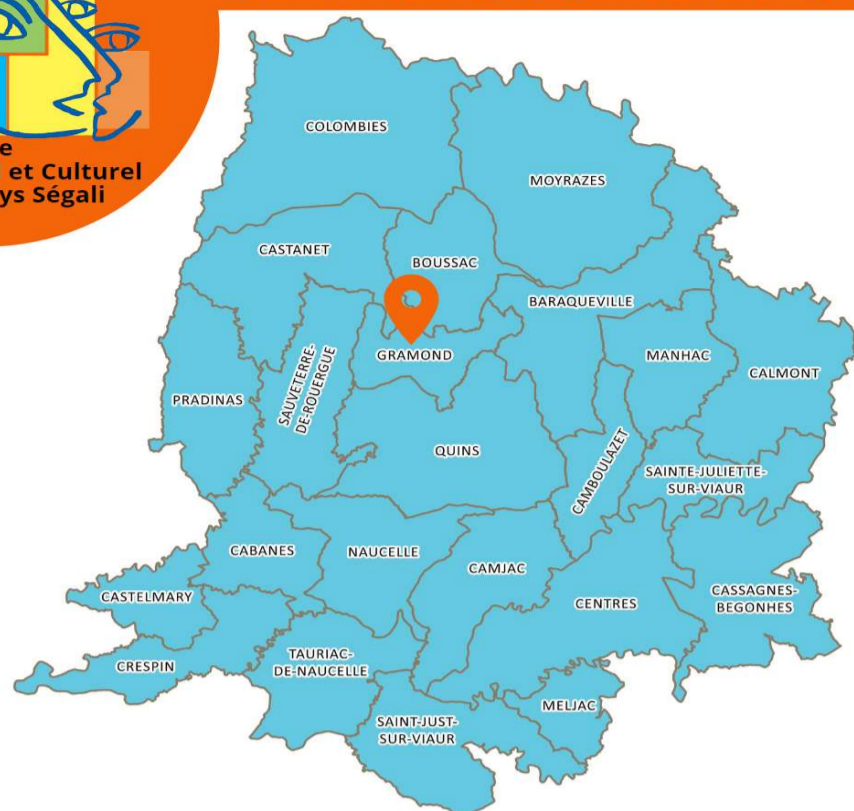 e
et Culturel
ys Ségali
COLOMBIES
MOYRAZES
CASTANET
BOUSSAC
BARAQUEVILLE
GRAMOND
MANHAC
CALMONT
SAUVETERRE-
DE-ROUERGUE
PRADINAS
QUINS
CAMBOULAZET
SAINTE-JULIETTE-
SUR-VIAUR
CABANES
NAUCELLE
CAMJAC
CASTELMARY
CENTRES
CASSAGNES-
BEGONHES
CRESPIN
TAURIAC-
DE-NAUCELLE
MELJAC
SAINT-JUST-
SUR-VIAUR